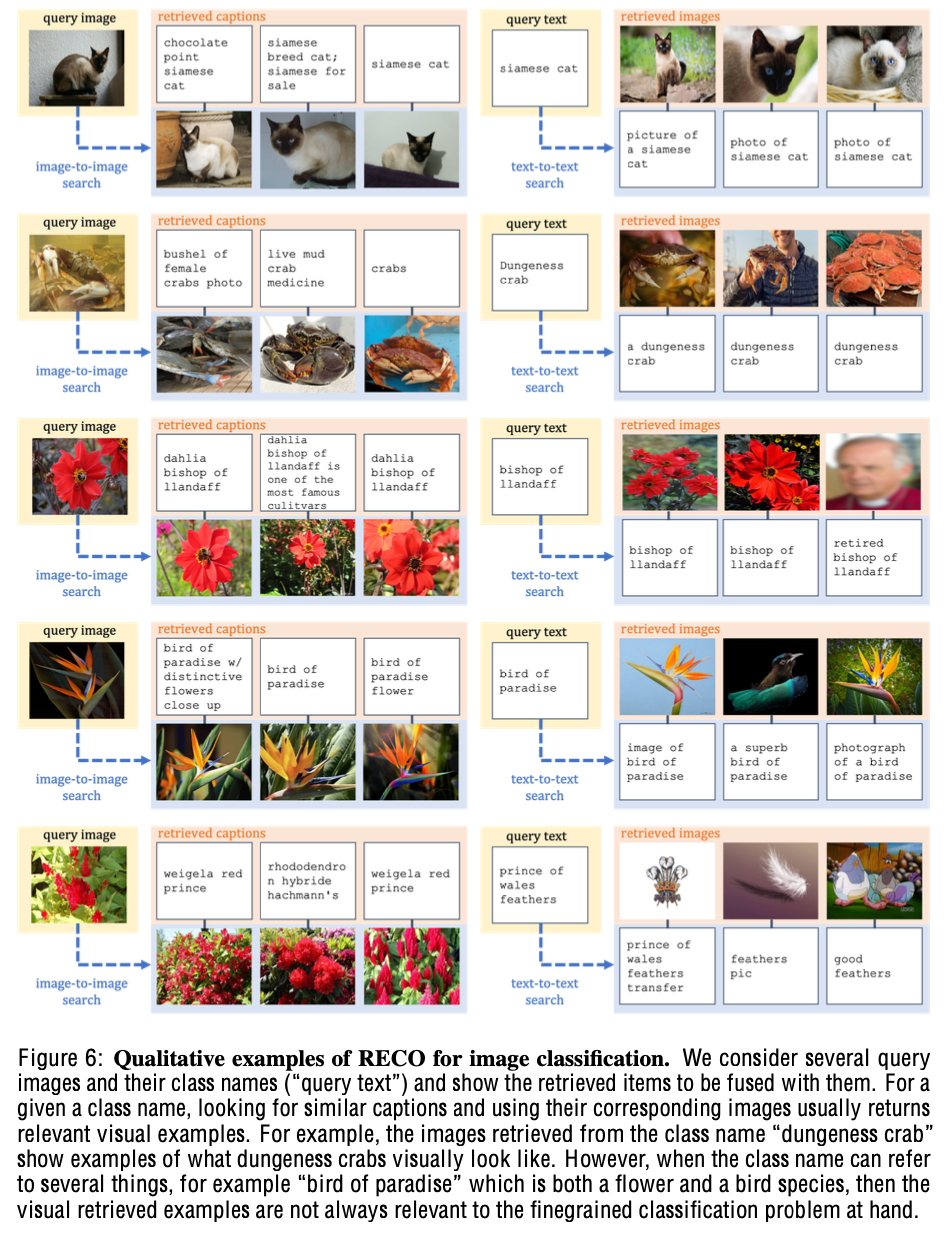 query image
retrieved captions
chocolate
point
siamese
cat
siamese
breed cat;
siamese for
sale
siamese cat
image-to-image
search
query text
siamese cat
retrieved images
picture of
a siamese
cat
photo of
siamese cat
photo of
siamese cat
text-to-text
search
query image
retrieved captions
bushel of
female
crabs photo
live mud
crab
medicine
crabs
image-to-image
search
query text
Dungeness
crab
retrieved images
a dungeness
crab
dungeness
crab
dungeness
crab
text-to-text
search
query image
retrieved captions
dahlia
bishop of
llandaff
dahlia
bishop of
llandaff is
one of the
most famous
culitvars
dahlia
bishop of
llandaff
image-to-image
search
query text
bishop of
llandaff
retrieved images
bishop of
llandaff
bishop of
llandaff
retired
bishop of
llandaff
text-to-text
search
query image
retrieved captions
bird of
paradise w/
distinctive
flowers
close up
bird of
paradise
bird of
paradise
flower
image-to-image
search
query text
bird of
paradise
retrieved images
image of
bird of
paradise
a superb
bird of
paradise
photograph
of a bird
of paradise
text-to-text
search
query image
retrieved captions
weigela red
prince
rhododendro
n hybride
hachmann's
weigela red
prince
image-to-image
search
query text
prince of
wales
feathers
retrieved images
prince of
wales
feathers
transfer
feathers
pic
good
feathers
text-to-text
search
Figure 6: Qualitative examples of RECO for image classification. We consider several query
images and their class names (“query text”) and show the retrieved items to be fused with them. For a
given a class name, looking for similar captions and using their corresponding images usually returns
relevant visual examples. For example, the images retrieved from the class name “dungeness crab”
show examples of what dungeness crabs visually look like. However, when the class name can refer
to several things, for example “bird of paradise” which is both a flower and a bird species, then the
visual retrieved examples are not always relevant to the finegrained classification problem at hand.